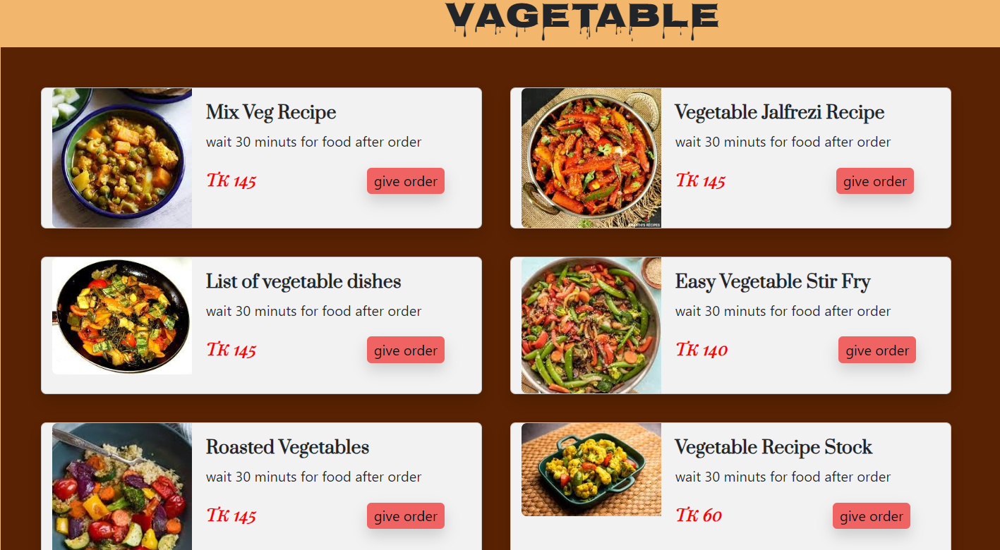 VAGETABLE
Mix Veg Recipe
wait 30 minuts for food after order
TK 145
give order
Vegetable Jalfrezi Recipe
wait 30 minuts for food after order
TK 145
give order
List of vegetable dishes
wait 30 minuts for food after order
TK 145
give order
Easy Vegetable Stir Fry
wait 30 minuts for food after order
TK 140
give order
Roasted Vegetables
wait 30 minuts for food after order
TK 145
give order
Vegetable Recipe Stock
wait 30 minuts for food after order
TK 60
give order